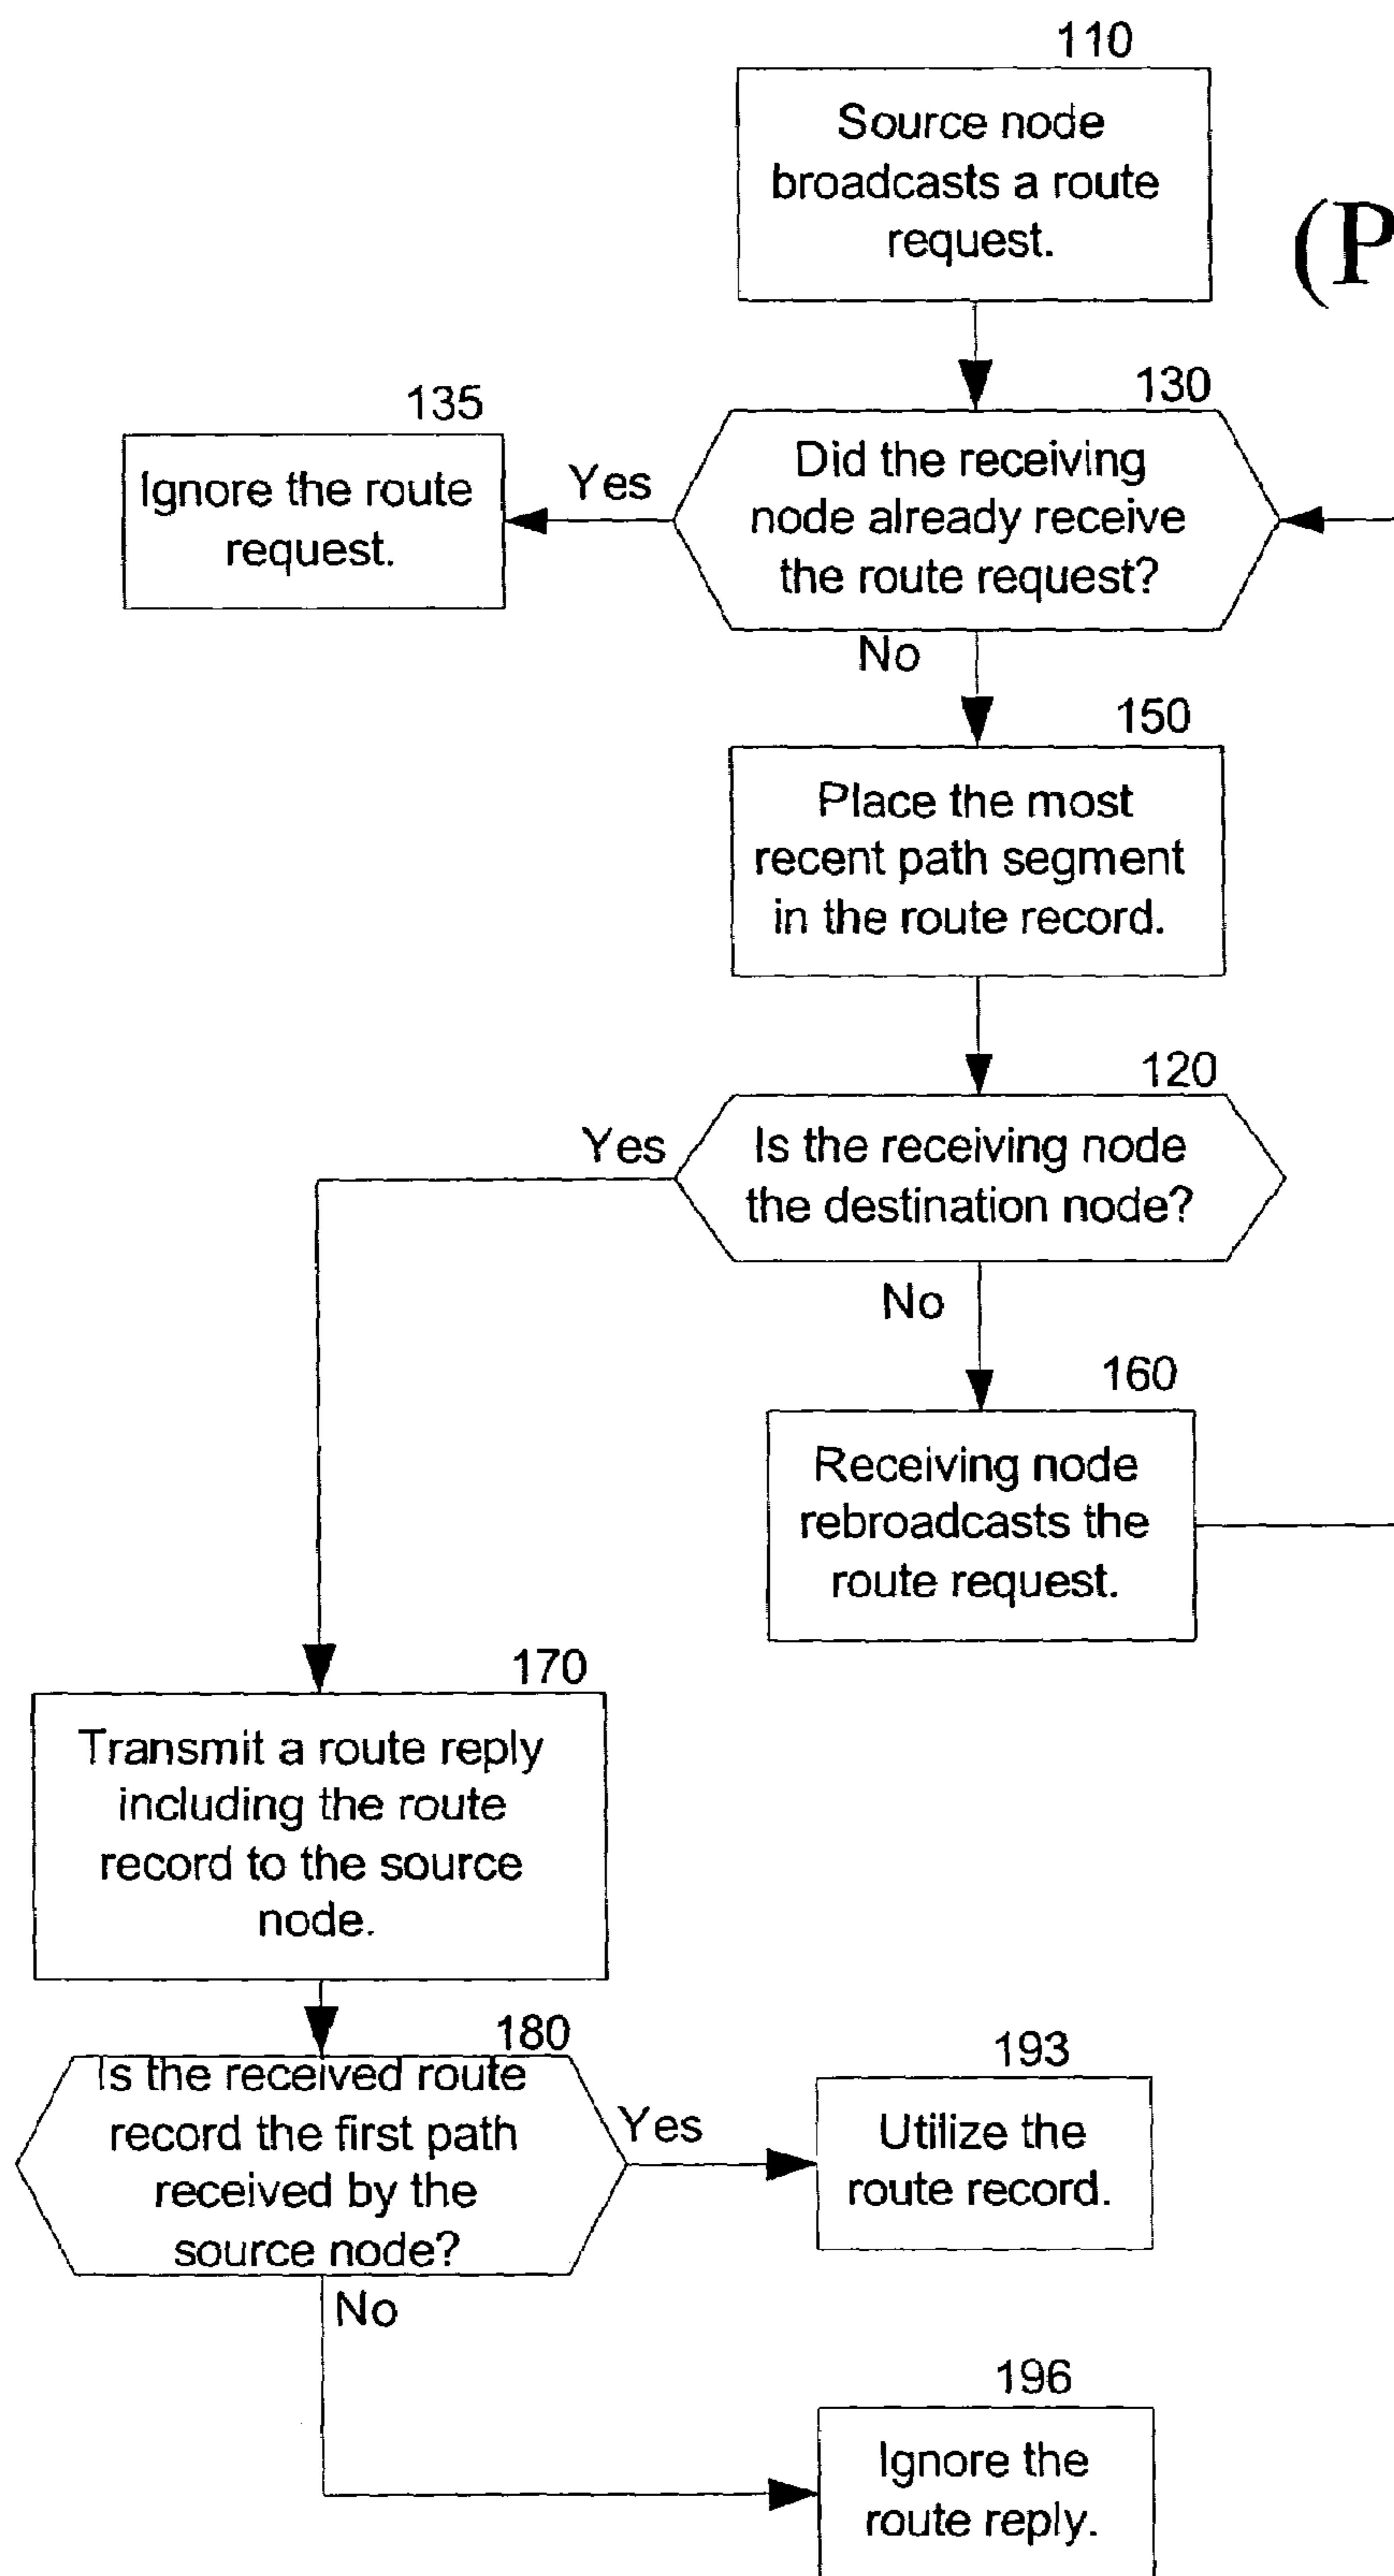 110
Source node
broadcasts a route
request.
(P
130
Did the receiving
node already receive
the route request?
Yes
135
Ignore the route
request.
No
150
Place the most
recent path segment
in the route record.
120
Is the receiving node
the destination node?
Yes
No
160
Receiving node
rebroadcasts the
route request.
170
Transmit a route reply
including the route
record to the source
node.
180
Is the received route
record the first path
received by the
source node?
Yes
193
Utilize the
route record.
No
196
Ignore the
route reply.